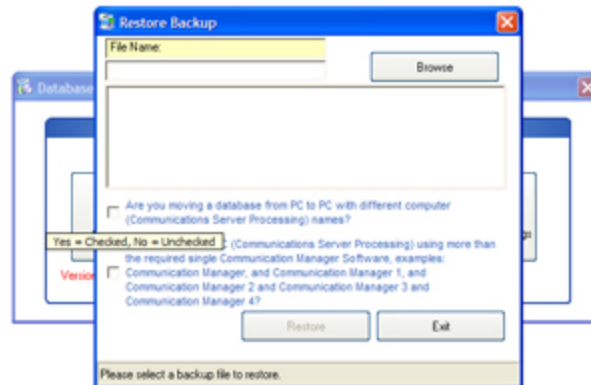 Restore Backup
File Name:
Browse
Database
Are you moving a database from PC to PC with different computer
(Communications Server Processing) names?
Yes = Checked, No = Unchecked
(Communications Server Processing) using more than
the required single Communication Manager Software, examples:
Communication Manager, and Communication Manager 1, and
Communication Manager 2 and Communication Manager 3 and
Communication Manager 4?
Version
Restore
Exit
Please select a backup file to restore.